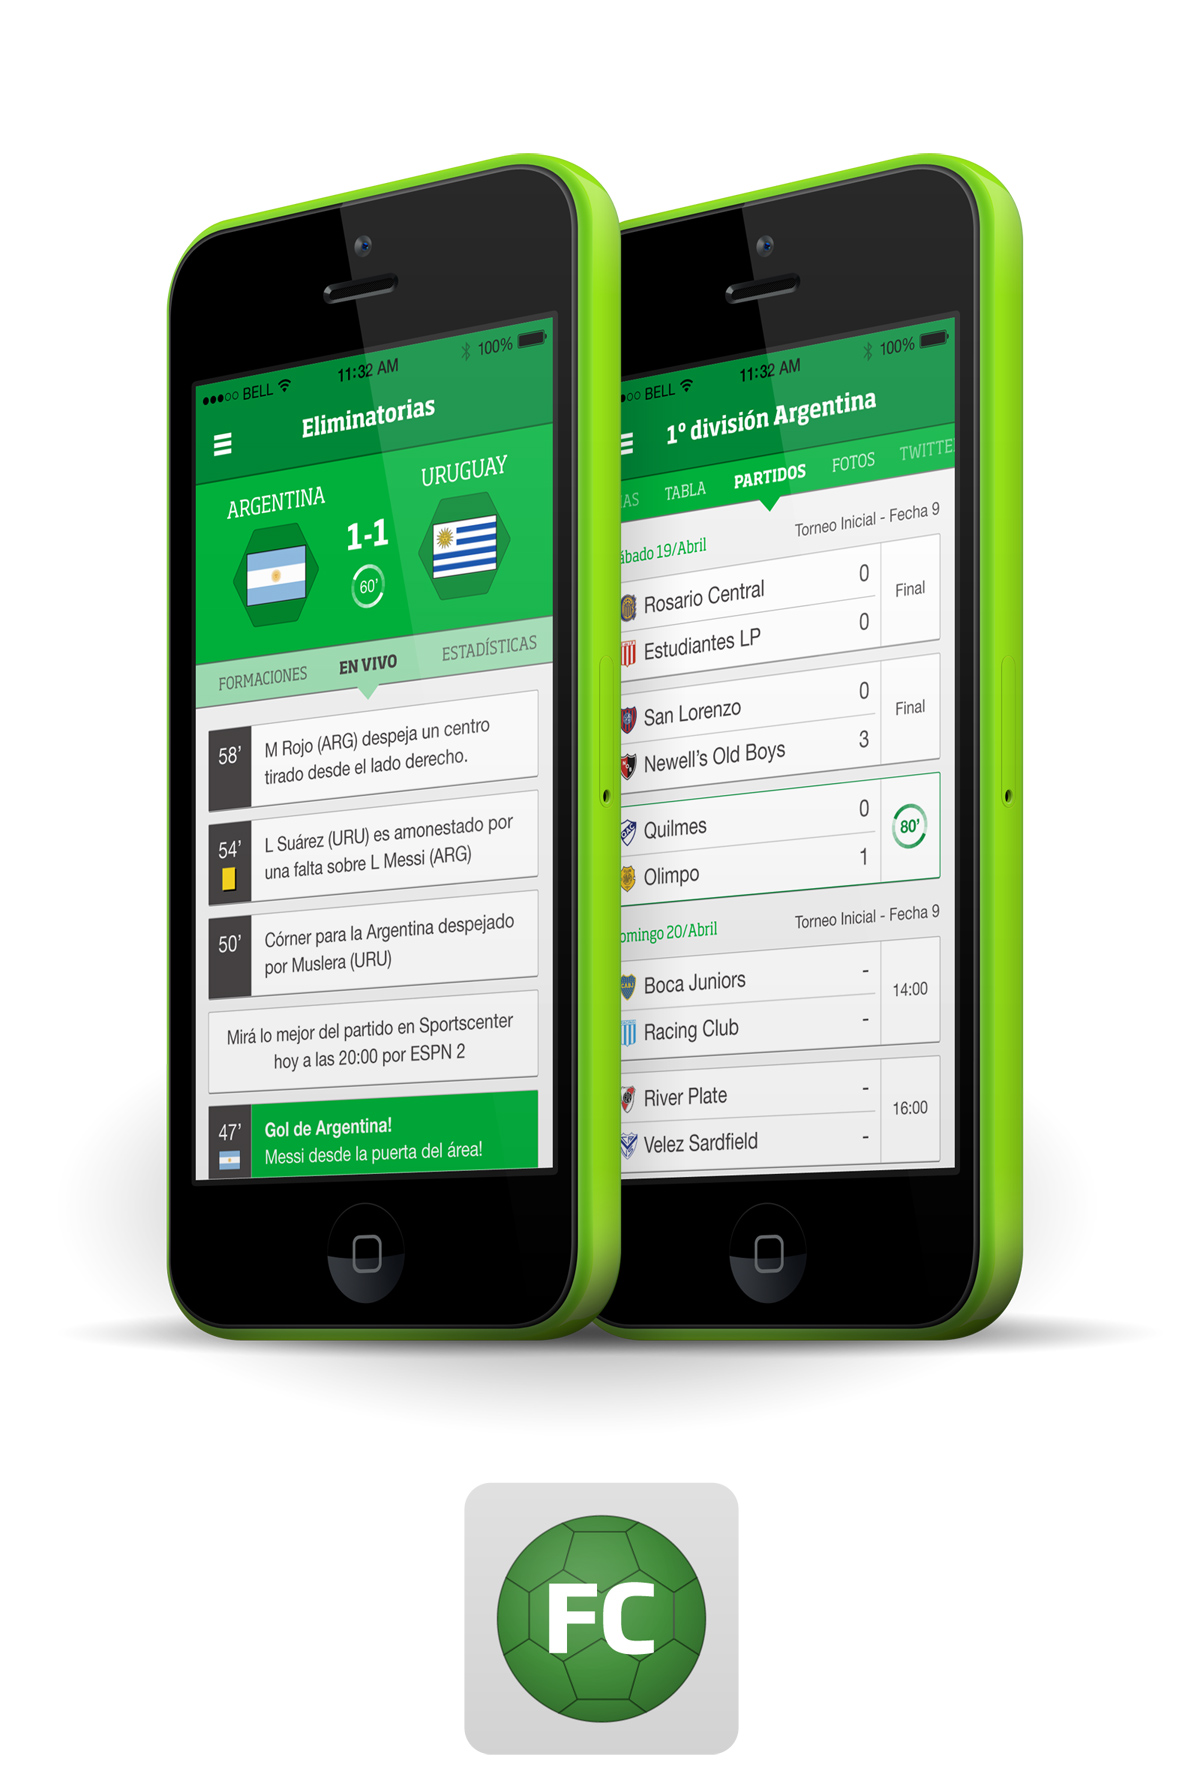 BELL
11:32 AM
100%
Eliminatorias
ARGENTINA
1-1
60'
URUGUAY
FORMACIONES
EN VIVO
ESTADÍSTICAS
58'
M Rojo (ARG) despeja un centro
tirado desde el lado derecho.
54'
L Suárez (URU) es amonestado por
una falta sobre L Messi (ARG)
50'
Córner para la Argentina despejado
por Muslera (URU)
Mirá lo mejor del partido en Sportscenter
hoy a las 20:00 por ESPN 2
47'
Gol de Argentina!
Messi desde la puerta del área!
BELL
11:32 AM
100%
1º división Argentina
IAS
TABLA
PARTIDOS
FOTOS
TWITTE
ábado 19/Abril
Torneo Inicial - Fecha 9
Rosario Central 0
Estudiantes LP 0
Final
San Lorenzo 0
Newell's Old Boys 3
Final
Quilmes 0
Olimpo 1
80'
omingo 20/Abril
Torneo Inicial - Fecha 9
Boca Juniors -
Racing Club -
14:00
River Plate -
Velez Sardfield -
16:00
FC